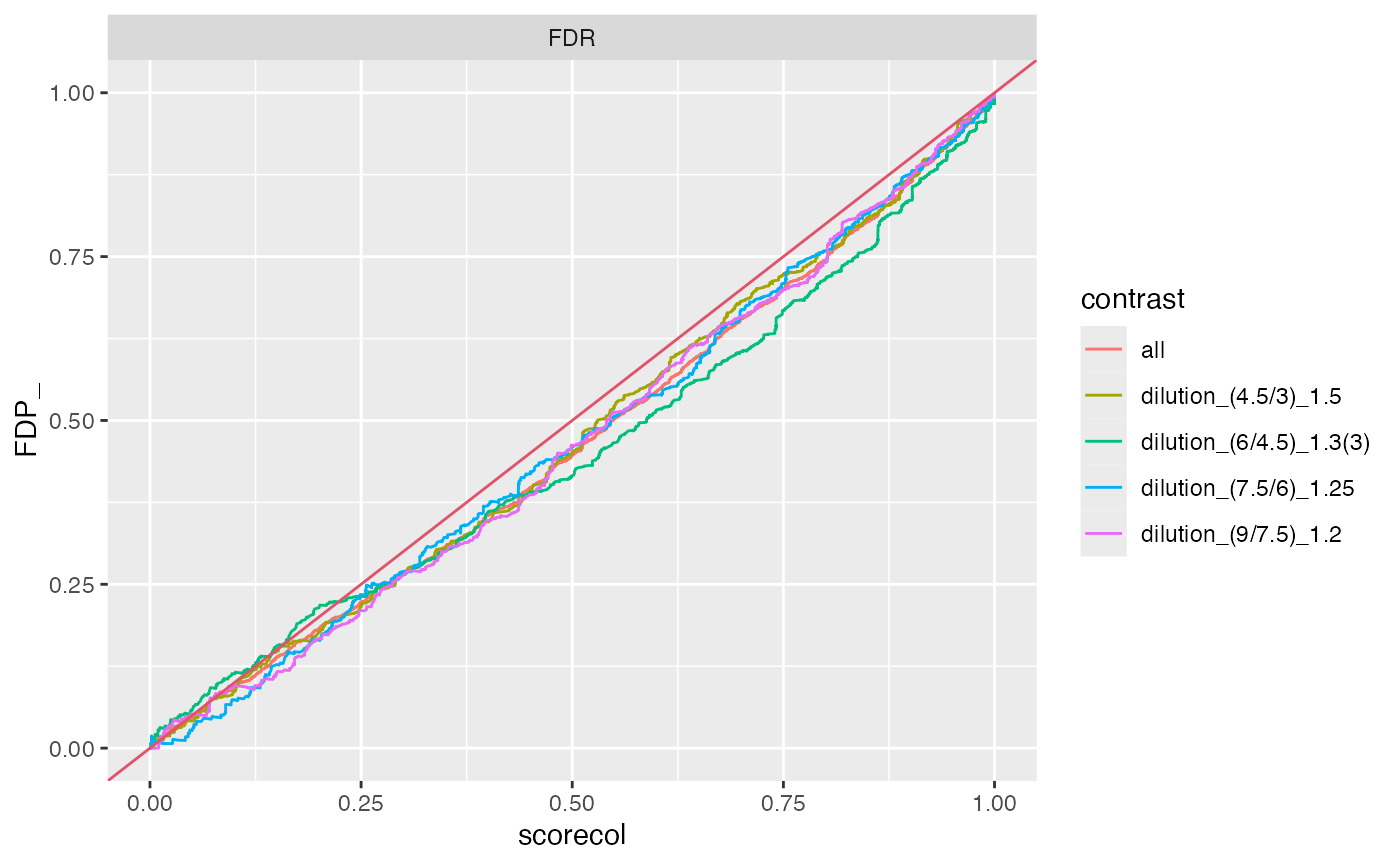 FDR
1.00
0.75
0.50
0.25
0.00
FDP_
0.00 0.25 0.50 0.75 1.00
scorecol
contrast
all
dilution_(4.5/3)_1.5
dilution_(6/4.5)_1.3(3)
dilution_(7.5/6)_1.25
dilution_(9/7.5)_1.2